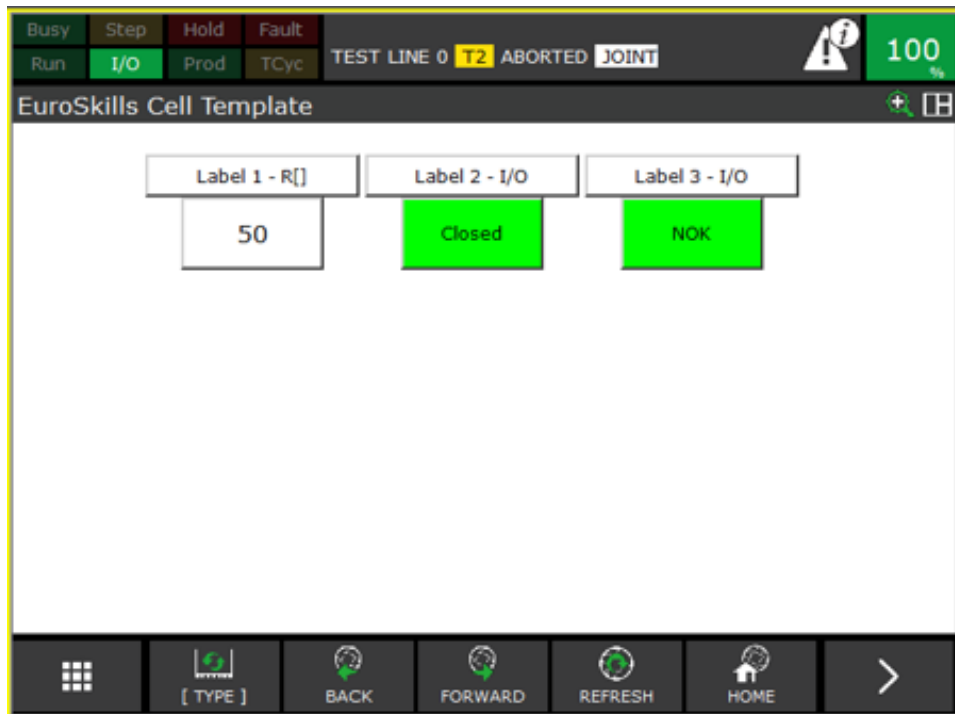 Busy Step Hold Fault
Run I/O Prod TCyc
TEST LINE 0 T2 ABORTED JOINT
i
100
%
EuroSkills Cell Template
Label 1 - R[] Label 2 - I/O Label 3 - I/O
50 Closed NOK
[ TYPE ] BACK FORWARD REFRESH HOME